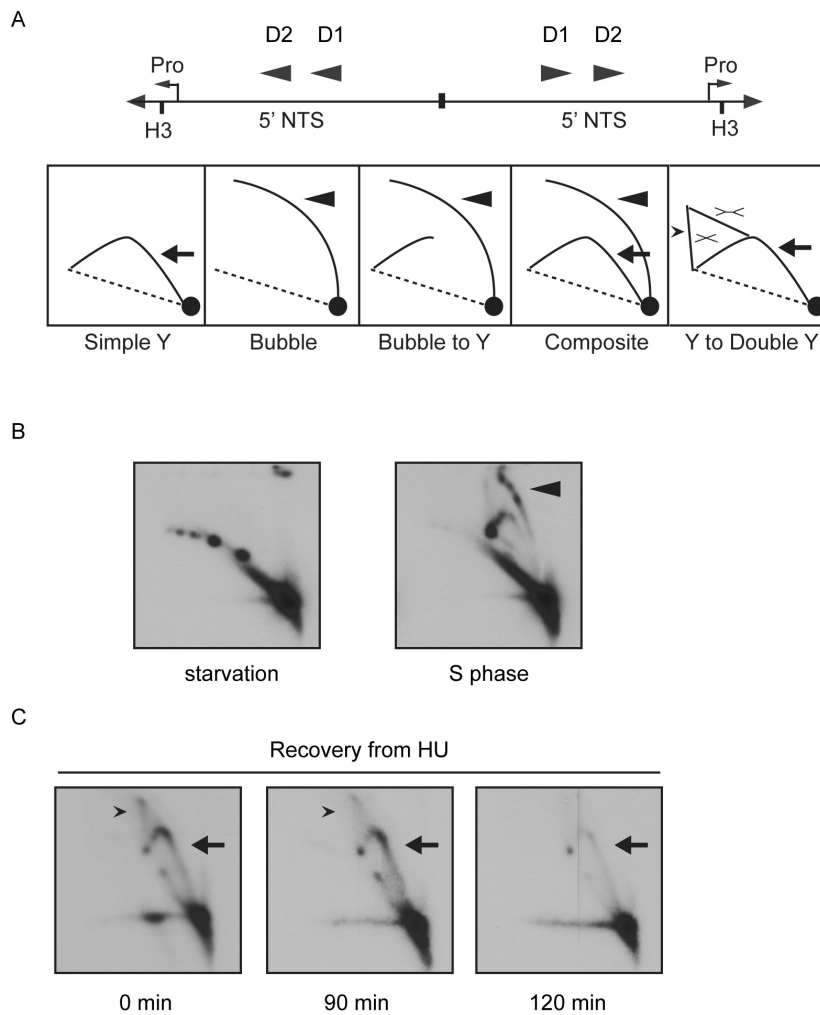 A
D2 D1 D1 D2
Pro Pro
H3 5' NTS 5' NTS H3
Simple Y Bubble Bubble to Y Composite Y to Double Y
B
starvation S phase
C
Recovery from HU
0 min 90 min 120 min